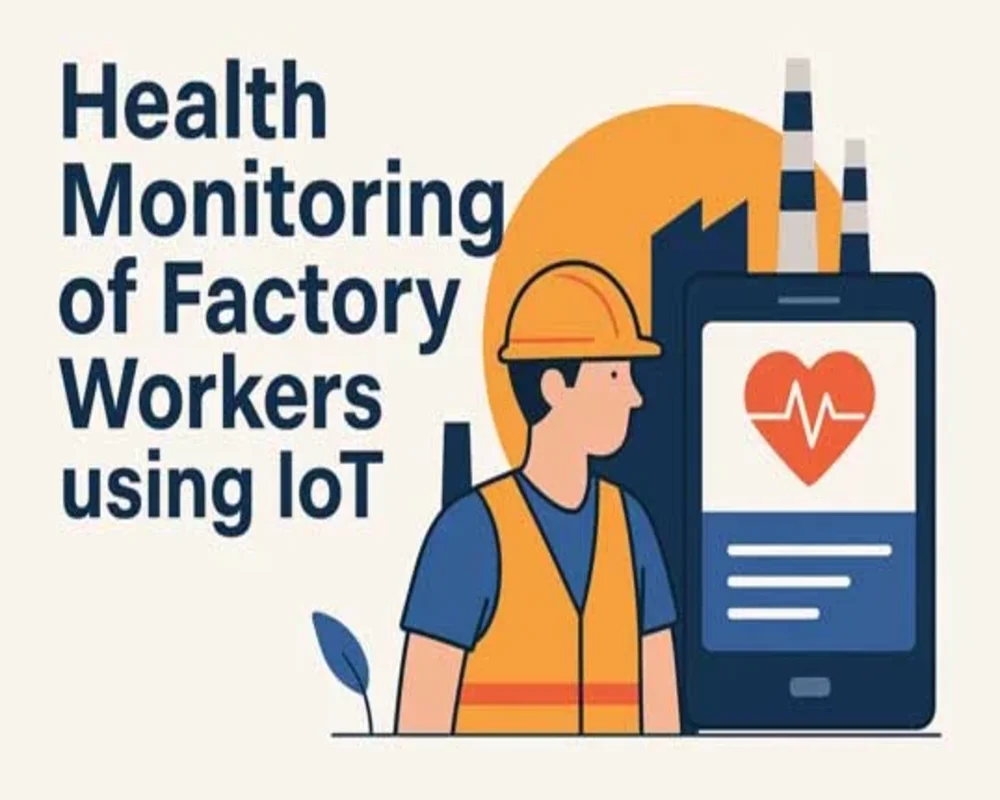 Health
Monitoring
of Factory
Workers
using IoT